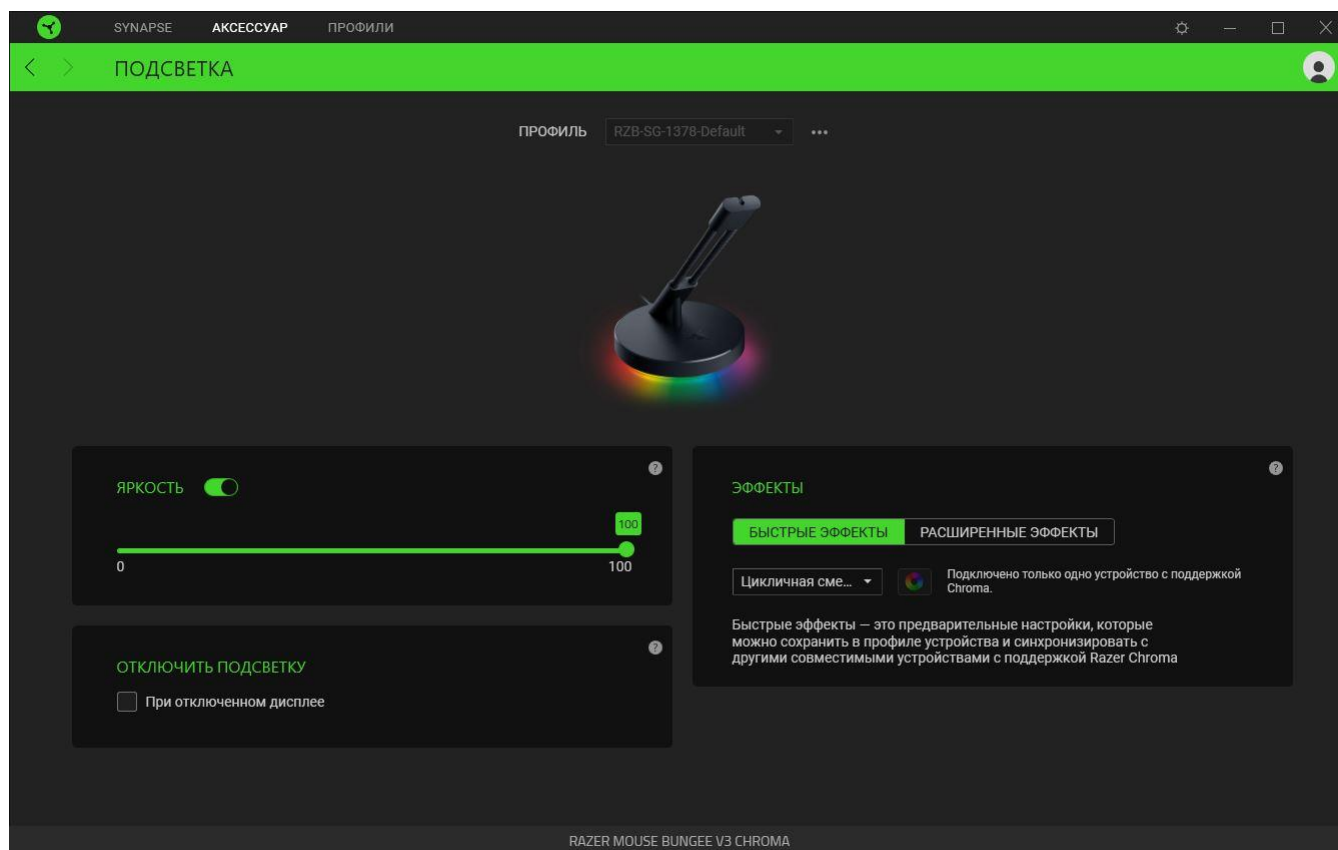 SYNAPSE АКСЕССУАР ПРОФИЛИ
ПОДСВЕТКА
ПРОФИЛЬ RZB-SG-1378-Default
ЯРКОСТЬ
100
0 100
ОТКЛЮЧИТЬ ПОДСВЕТКУ
При отключенном дисплее
ЭФФЕКТЫ
БЫСТРЫЕ ЭФФЕКТЫ РАСШИРЕННЫЕ ЭФФЕКТЫ
Цикличная сме...
Подключено только одно устройство с поддержкой
Chroma.
Быстрые эффекты — это предварительные настройки, которые
можно сохранить в профиле устройства и синхронизировать с
другими совместимыми устройствами с поддержкой Razer Chroma
RAZER MOUSE BUNGEE V3 CHROMA